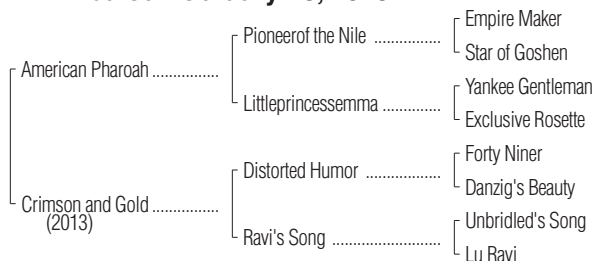 American Pharoah ...............
Crimson and Gold ...............
(2013)
Pioneerof the Nile ...............
Littleprincessemma .............
Distorted Humor .................
Ravi's Song ........................
Empire Maker
Star of Goshen
Yankee Gentleman
Exclusive Rosette
Forty Niner
Danzig's Beauty
Unbridled's Song
Lu Ravi